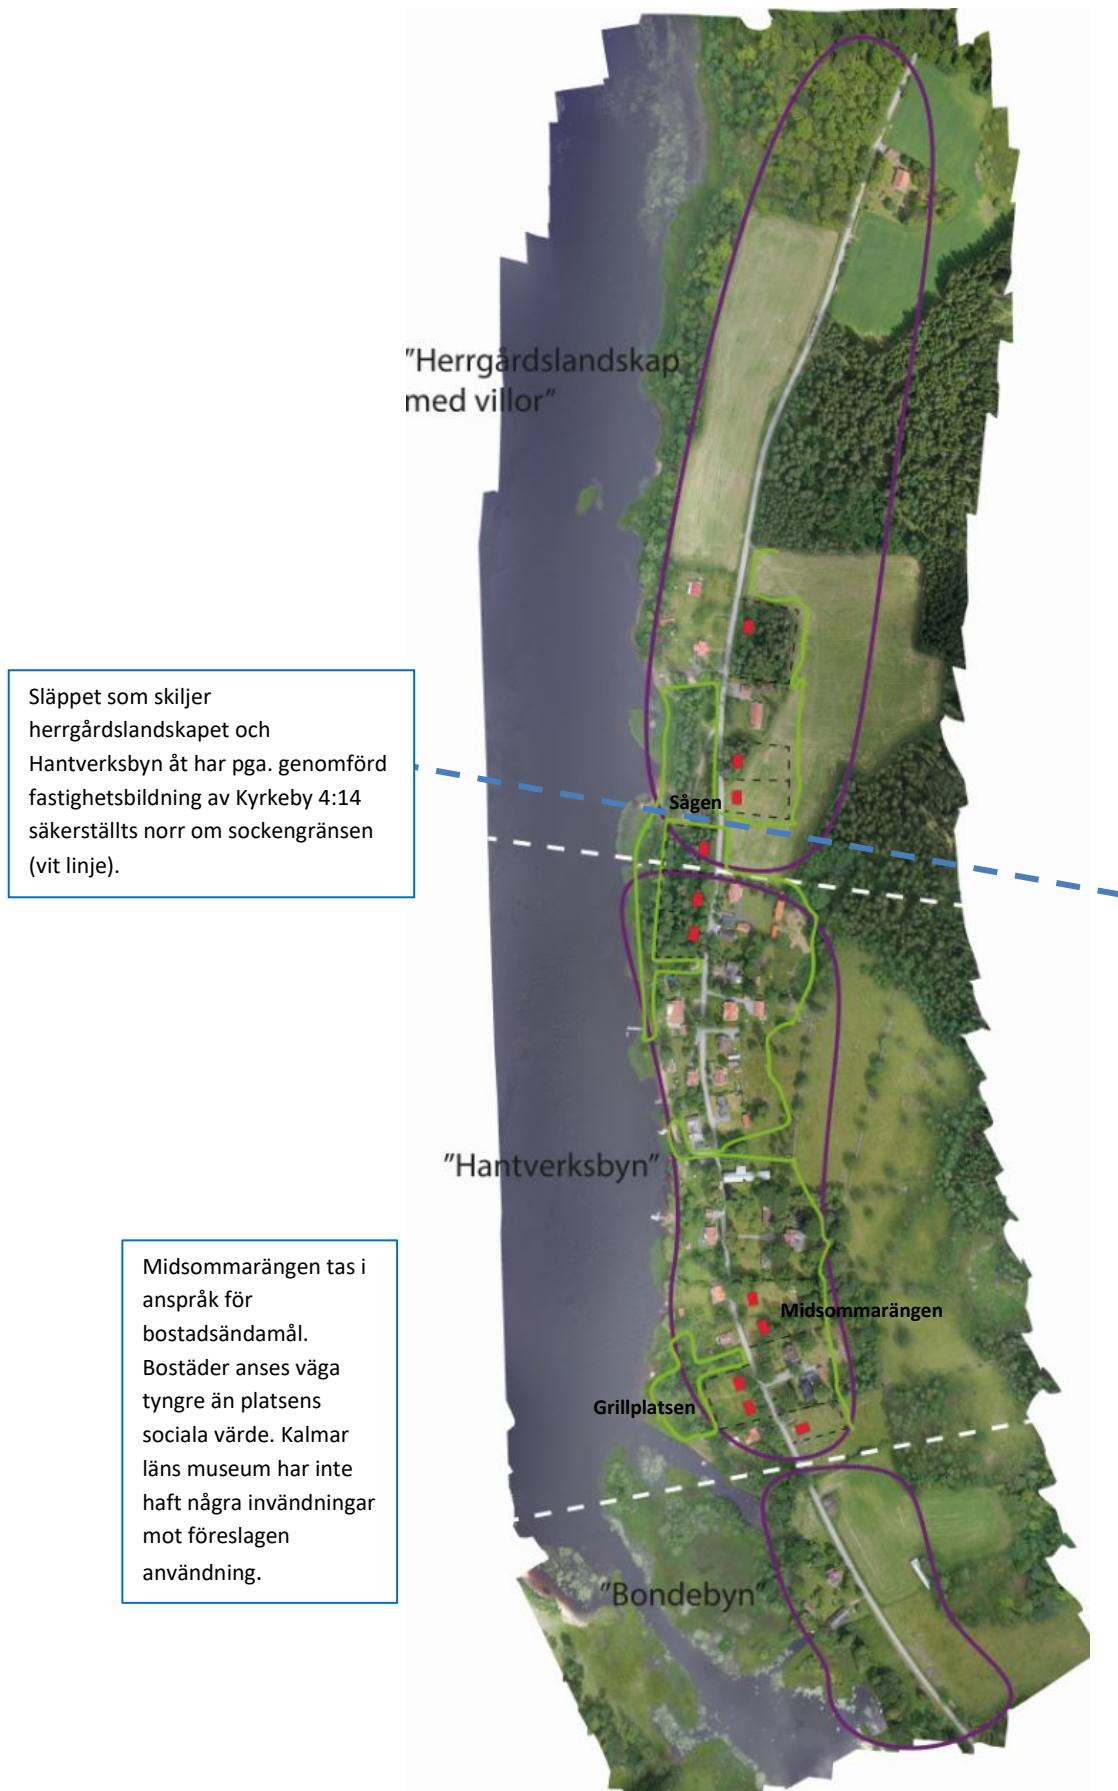 "Herrgårdslandskap
med villor"
Släppet som skiljer
herrgårdslandskapet och
Hantverksbyn åt har pga. genomförd
fastighetsbildning av Kyrkeby 4:14
säkerställts norr om sockengränsen
(vit linje).
Sågen
"Hantverksbyn"
Midsommarängen tas i
anspråk för
bostadsändamål.
Bostäder anses väga
tyngre än platsens
sociala värde. Kalmar
läns museum har inte
haft några invändningar
mot föreslagen
användning.
Midsommarängen
Grillplatsen
"Bondebyn"